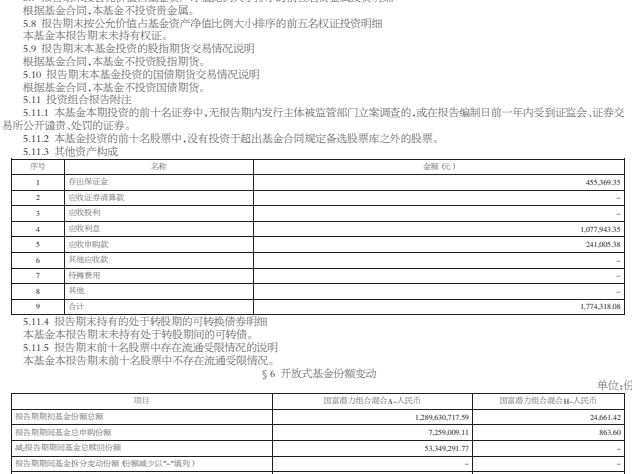 根据基金合同,本基金不投资贵金属。
5.8 报告期末按公允价值占基金资产净值比例大小排序的前五名权证投资明细
本基金本报告期末未持有权证。
5.9 报告期末本基金投资的股指期货交易情况说明
根据基金合同,本基金不投资股指期货。
5.10 报告期末本基金投资的国债期货交易情况说明
根据基金合同,本基金不投资国债期货。
5.11 投资组合报告附注
5.11.1 本基金本期投资的前十名证券中,无报告期内发行主体被监管部门立案调查的,或在报告编制日前一年内受到证监会、证券交
易所公开谴责、处罚的证券。
5.11.2 本基金投资的前十名股票中,没有投资于超出基金合同规定备选股票库之外的股票。
5.11.3 其他资产构成
序号 名称 金额(元)
1 存出保证金 455,369.35
2 应收证券清算款 –
3 应收股利 –
4 应收利息 1,077,943.35
5 应收申购款 241,005.38
6 其他应收款 –
7 待摊费用 –
8 其他 –
9 合计 1,774,318.08
5.11.4 报告期末持有的处于转股期的可转换债券明细
本基金本报告期末未持有处于转股期间的可转债。
5.11.5 报告期末前十名股票中存在流通受限情况的说明
本基金本报告期末前十名股票中不存在流通受限情况。
§6 开放式基金份额变动
单位:份
项目 国富潜力组合混合A–人民币 国富潜力组合混合H–人民币
报告期期初基金份额总额 1,289,630,717.59 24,661.42
报告期期间基金总申购份额 7,259,009.11 863.60
减:报告期期间基金总赎回份额 53,349,291.77 –
报告期期间基金拆分变动份额(份额减少以"-"填列) – –